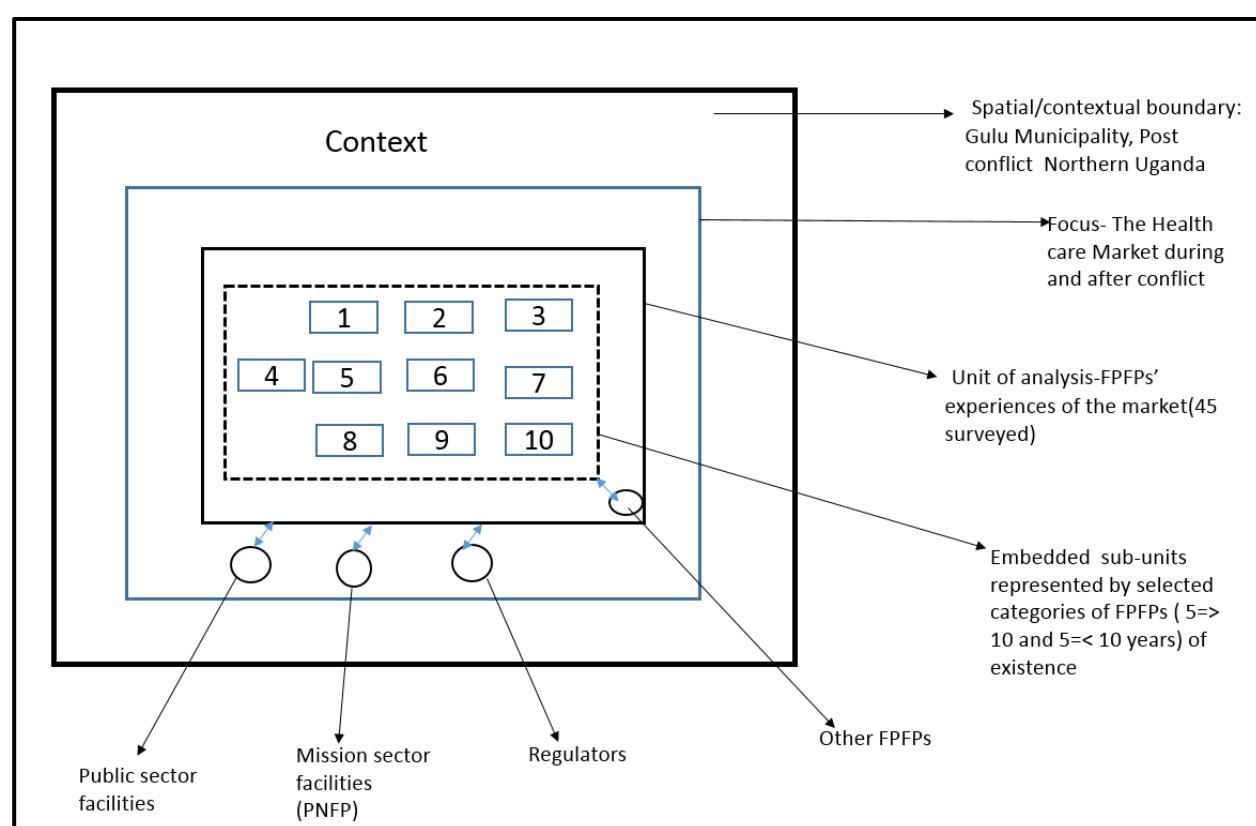 Context
1
2
3
4
5
6
7
8
9
10
Spatial/contextual boundary:
Gulu Municipality, Post
conflict Northern Uganda
Focus- The Health
care Market during
and after conflict
Unit of analysis-FPFPs’
experiences of the market(45
surveyed)
Embedded sub-units
represented by selected
categories of FPFPs ( 5=>
10 and 5=< 10 years) of
existence
Other FPFPs
Regulators
Mission sector
facilities
(PNFP)
Public sector
facilities